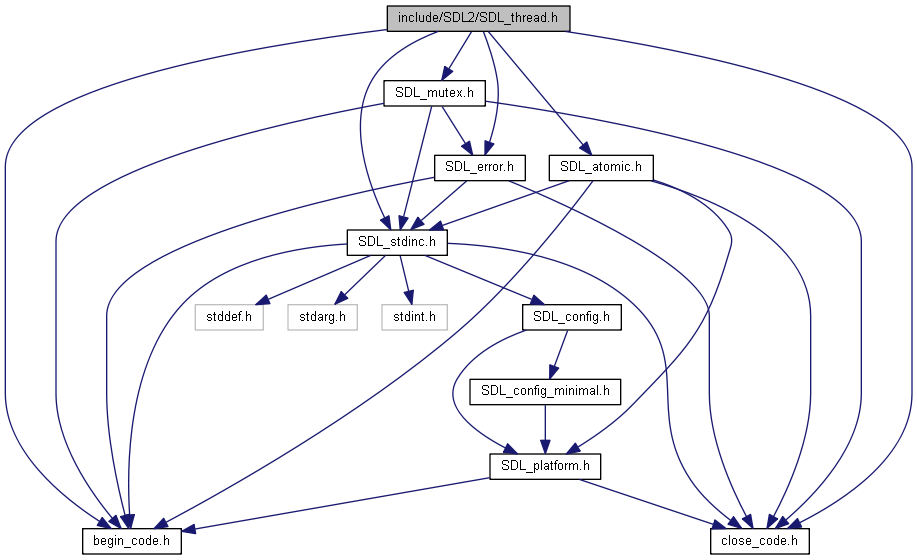 include/SDL2/SDL_thread.h
SDL_mutex.h
SDL_error.h
SDL_atomic.h
SDL_stdinc.h
stddef.h
stdarg.h
stdint.h
SDL_config.h
SDL_config_minimal.h
SDL_platform.h
begin_code.h
close_code.h